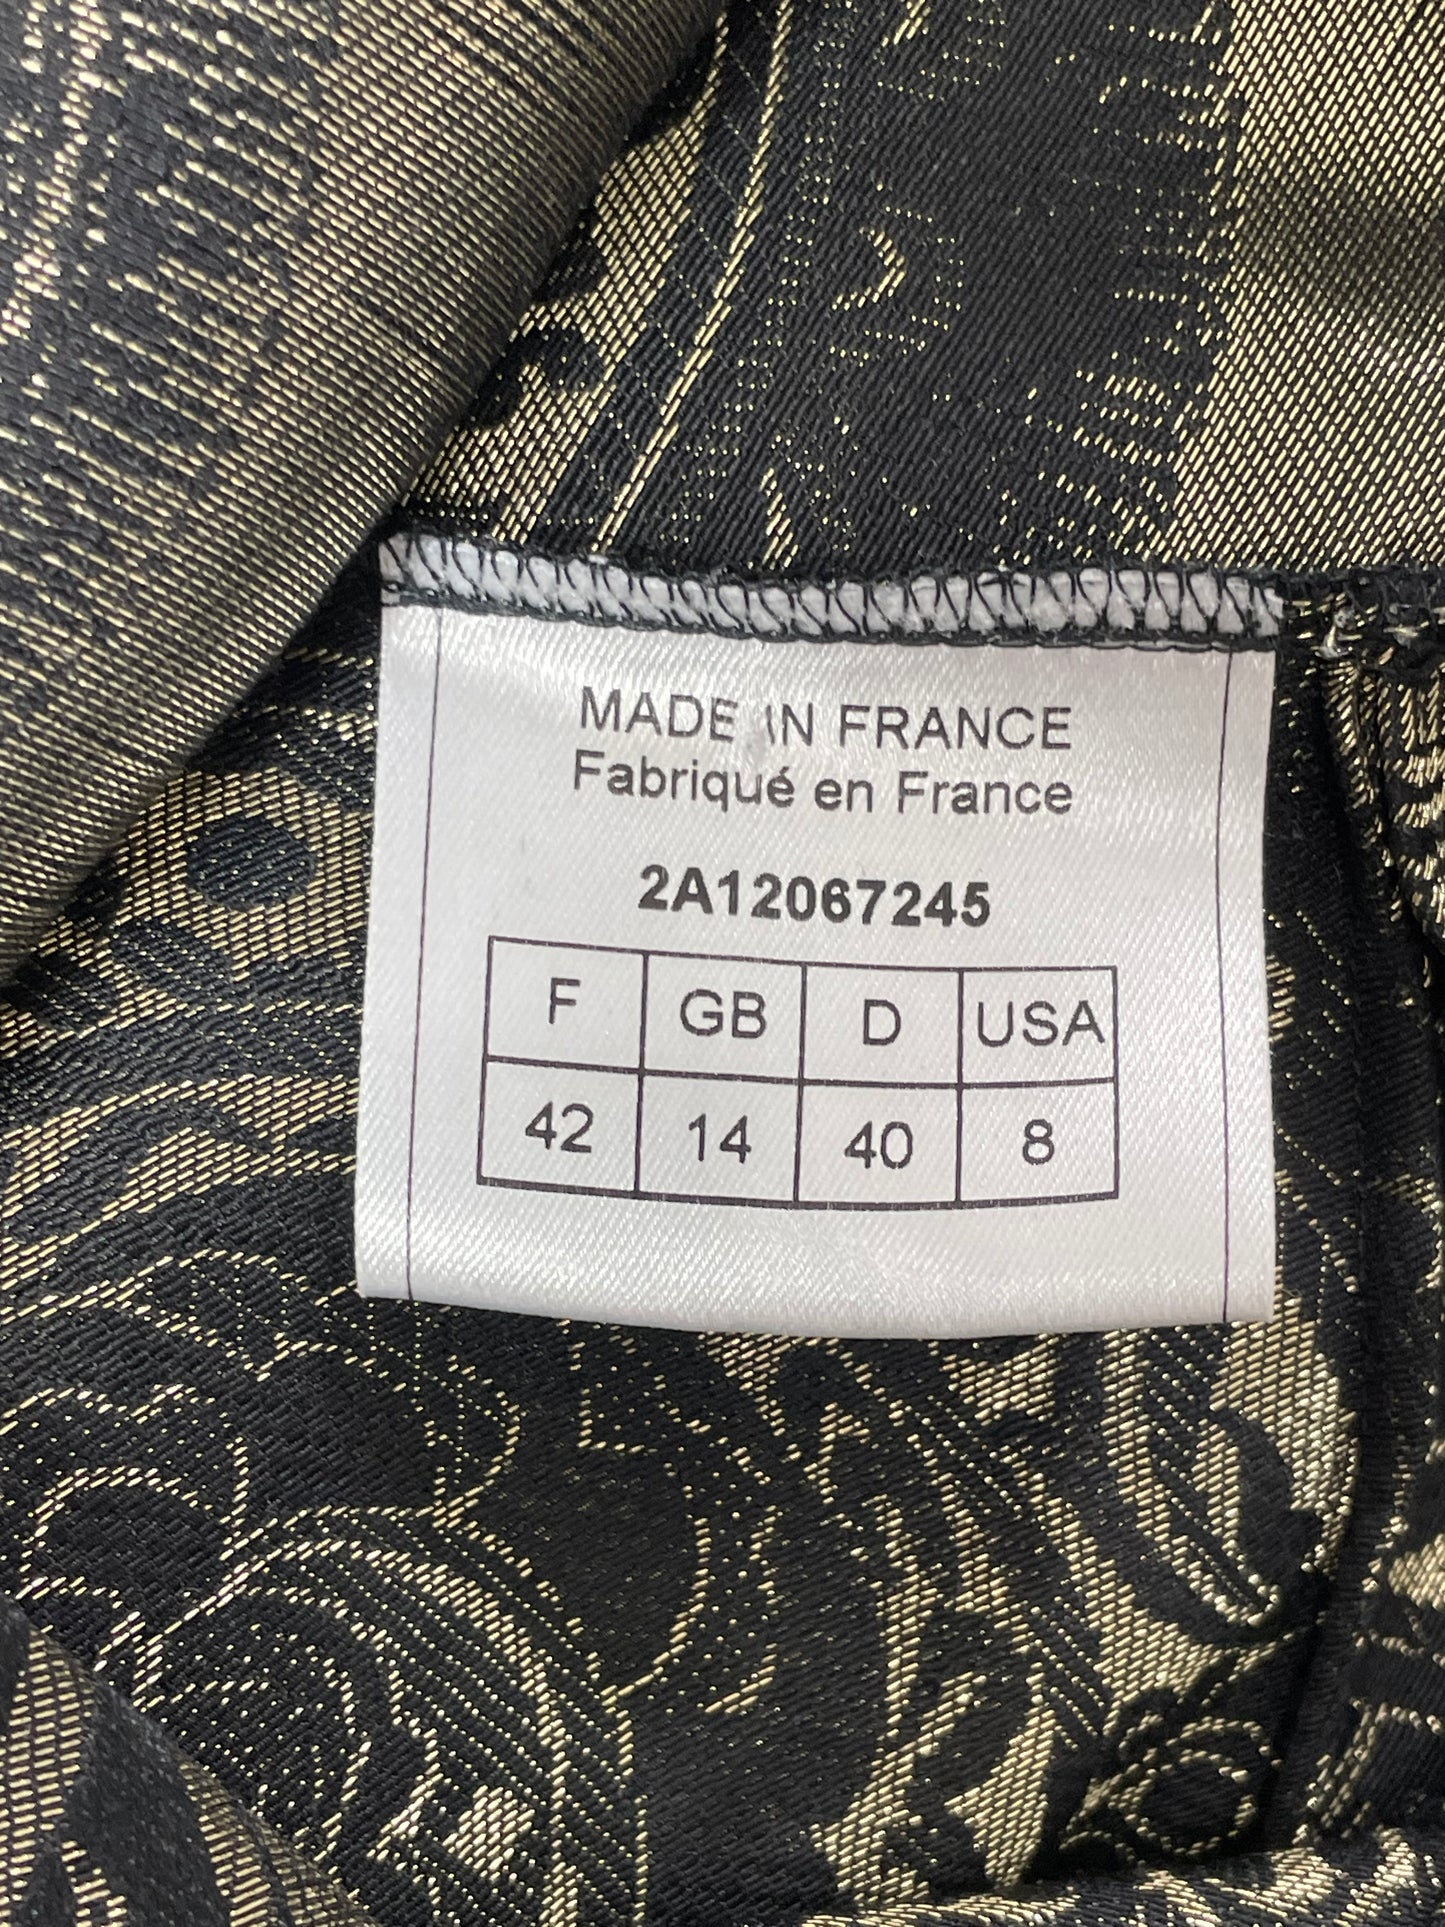 MADE IN FRANCE
Fabriqué en France
2A12067245
F GB D USA
42 14 40 8